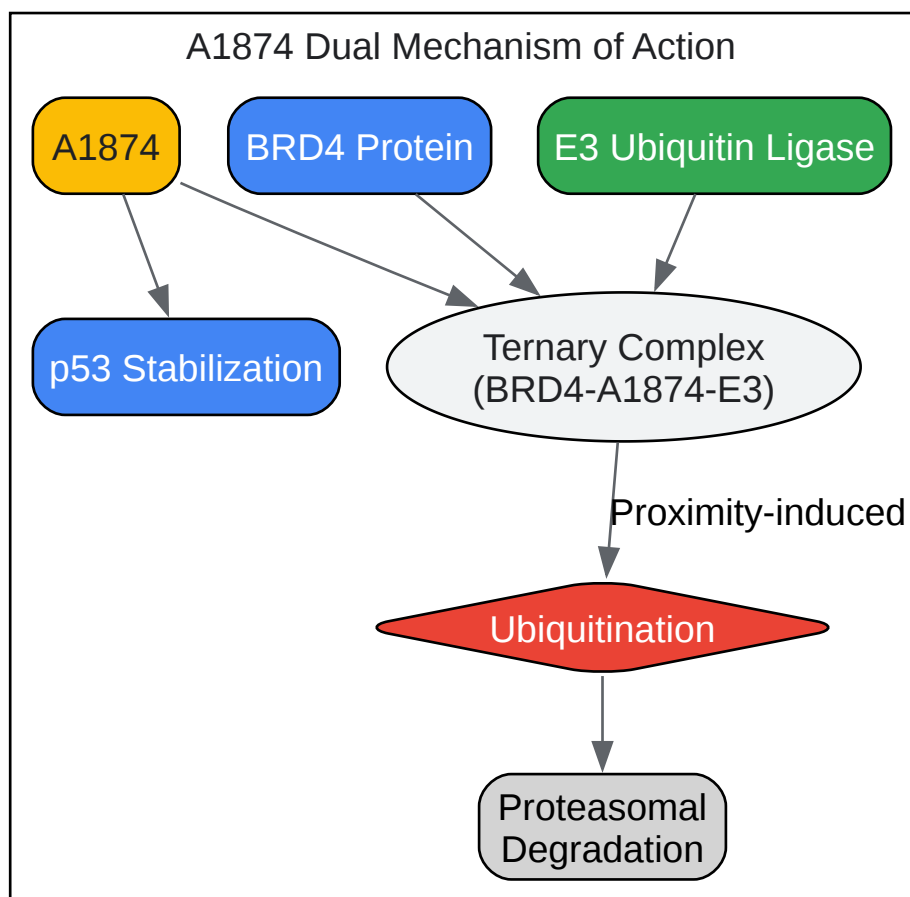 A1874 Dual Mechanism of Action
A1874
BRD4 Protein
E3 Ubiquitin Ligase
p53 Stabilization
Ternary Complex
(BRD4-A1874-E3)
Proximity-induced
Ubiquitination
Proteasomal
Degradation